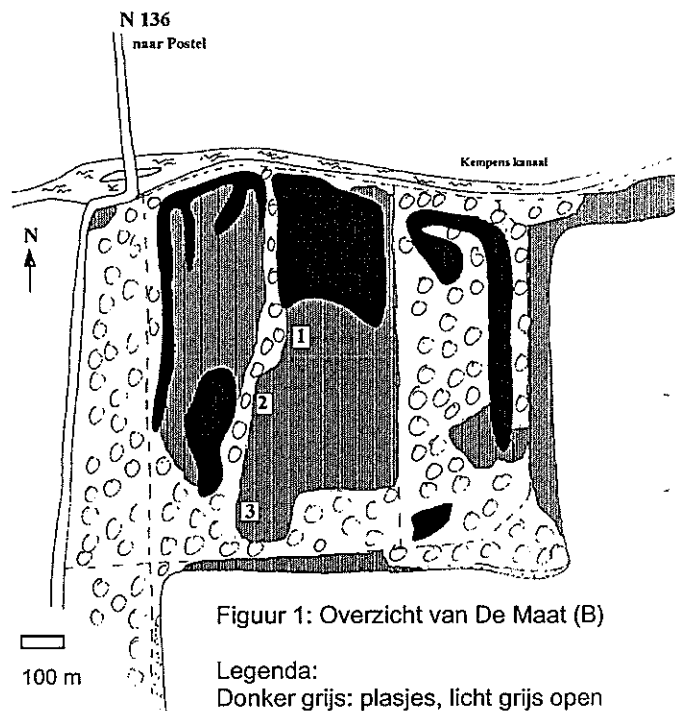 N 136
naar Postel
Kempens kanaal
N
1
2
3
100 m
Figuur 1: Overzicht van De Maat (B)
Legenda:
Donker grijs: plasjes, licht grijs open